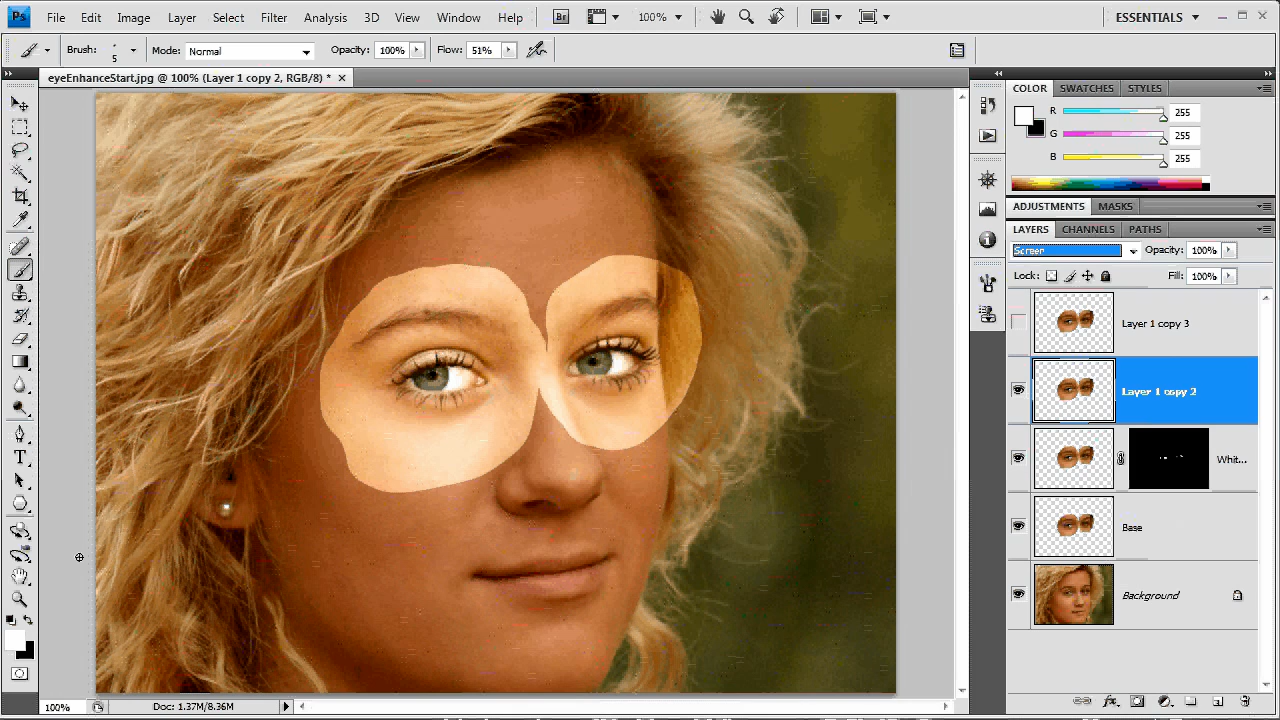 Ps File Edit Image Layer Select Filter Analysis 3D View Window Help Br 100% ESSENTIALS
Brush: 5 Mode: Normal Opacity: 100% Flow: 51%
eyeEnhanceStart.jpg @ 100% (Layer 1 copy 2, RGB/8) *
COLOR SWATCHES STYLES
R 255
G 255
B 255
ADJUSTMENTS MASKS
LAYERS CHANNELS PATHS
Screen Opacity: 100%
Lock: Fill: 100%
Layer 1 copy 3
Layer 1 copy 2
Whit...
Base
Background
100% Doc: 1.37M/8.36M